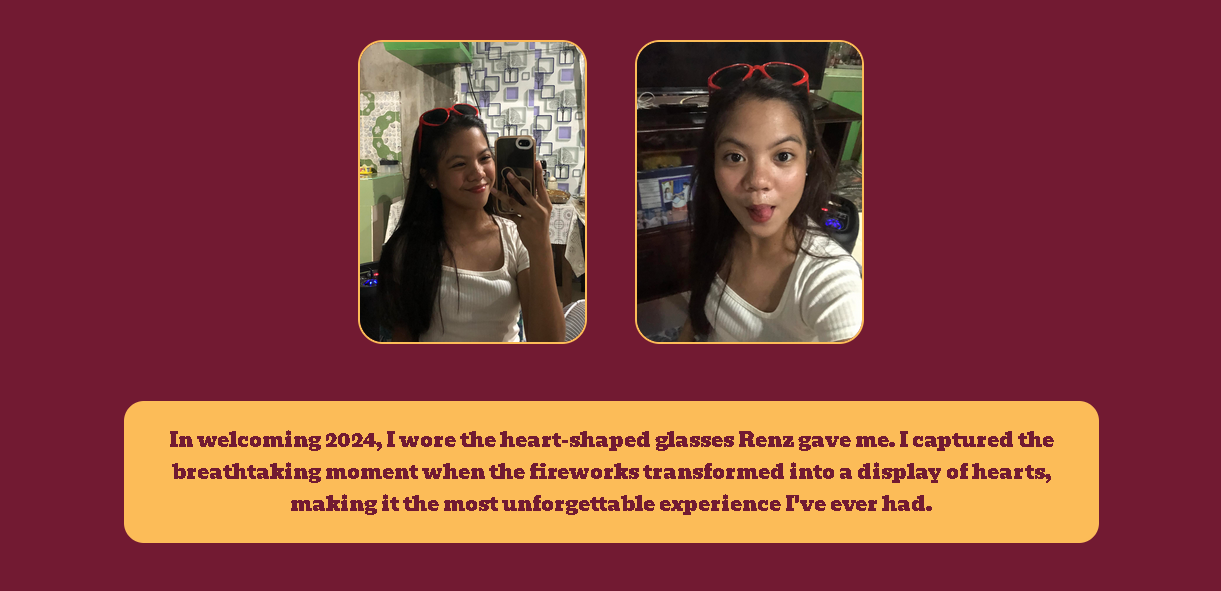 In welcoming 2024, I wore the heart-shaped glasses Renz gave me. I captured the
breathtaking moment when the fireworks transformed into a display of hearts,
making it the most unforgettable experience I've ever had.